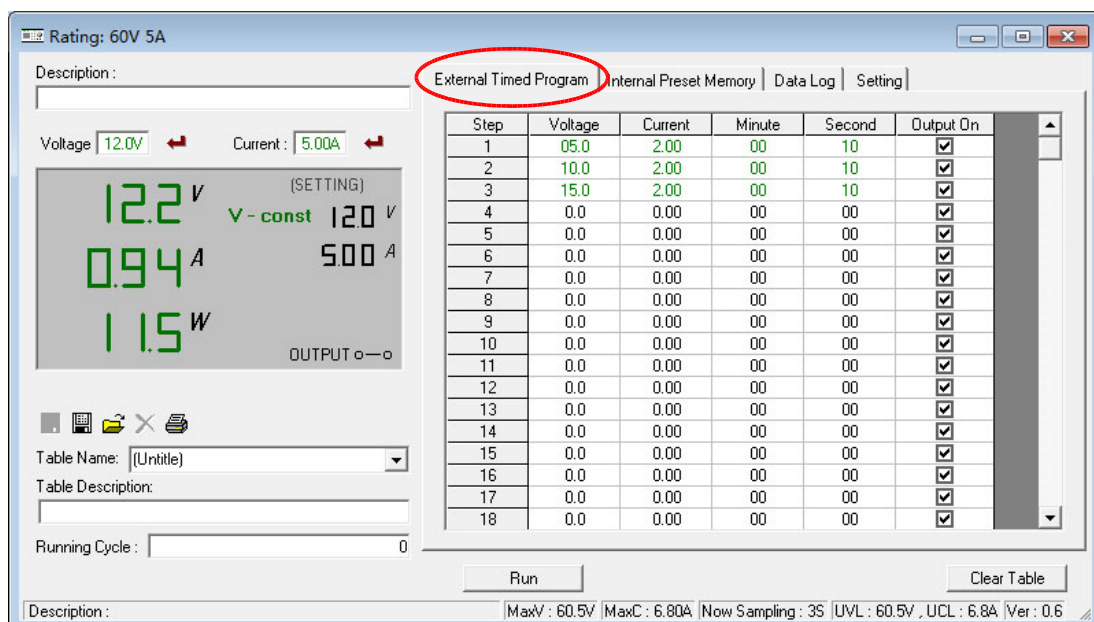 Rating: 60V 5A
Description :
Voltage 12.0V Current : 5.00A
12.2 V (SETTING)
V - const 12.0 V
0.94 A 5.00 A
11.5 W
OUTPUT
Table Name: (Untitle)
Table Description:
Running Cycle : 0
External Timed Program Internal Preset Memory Data Log Setting
Step Voltage Current Minute Second Output On
1 05.0 2.00 00 10
2 10.0 2.00 00 10
3 15.0 2.00 00 10
4 0.0 0.00 00 00
5 0.0 0.00 00 00
6 0.0 0.00 00 00
7 0.0 0.00 00 00
8 0.0 0.00 00 00
9 0.0 0.00 00 00
10 0.0 0.00 00 00
11 0.0 0.00 00 00
12 0.0 0.00 00 00
13 0.0 0.00 00 00
14 0.0 0.00 00 00
15 0.0 0.00 00 00
16 0.0 0.00 00 00
17 0.0 0.00 00 00
18 0.0 0.00 00 00
Run Clear Table
Description : MaxV : 60.5V MaxC : 6.80A Now Sampling : 3S UVL : 60.5V , UCL : 6.8A Ver : 0.6